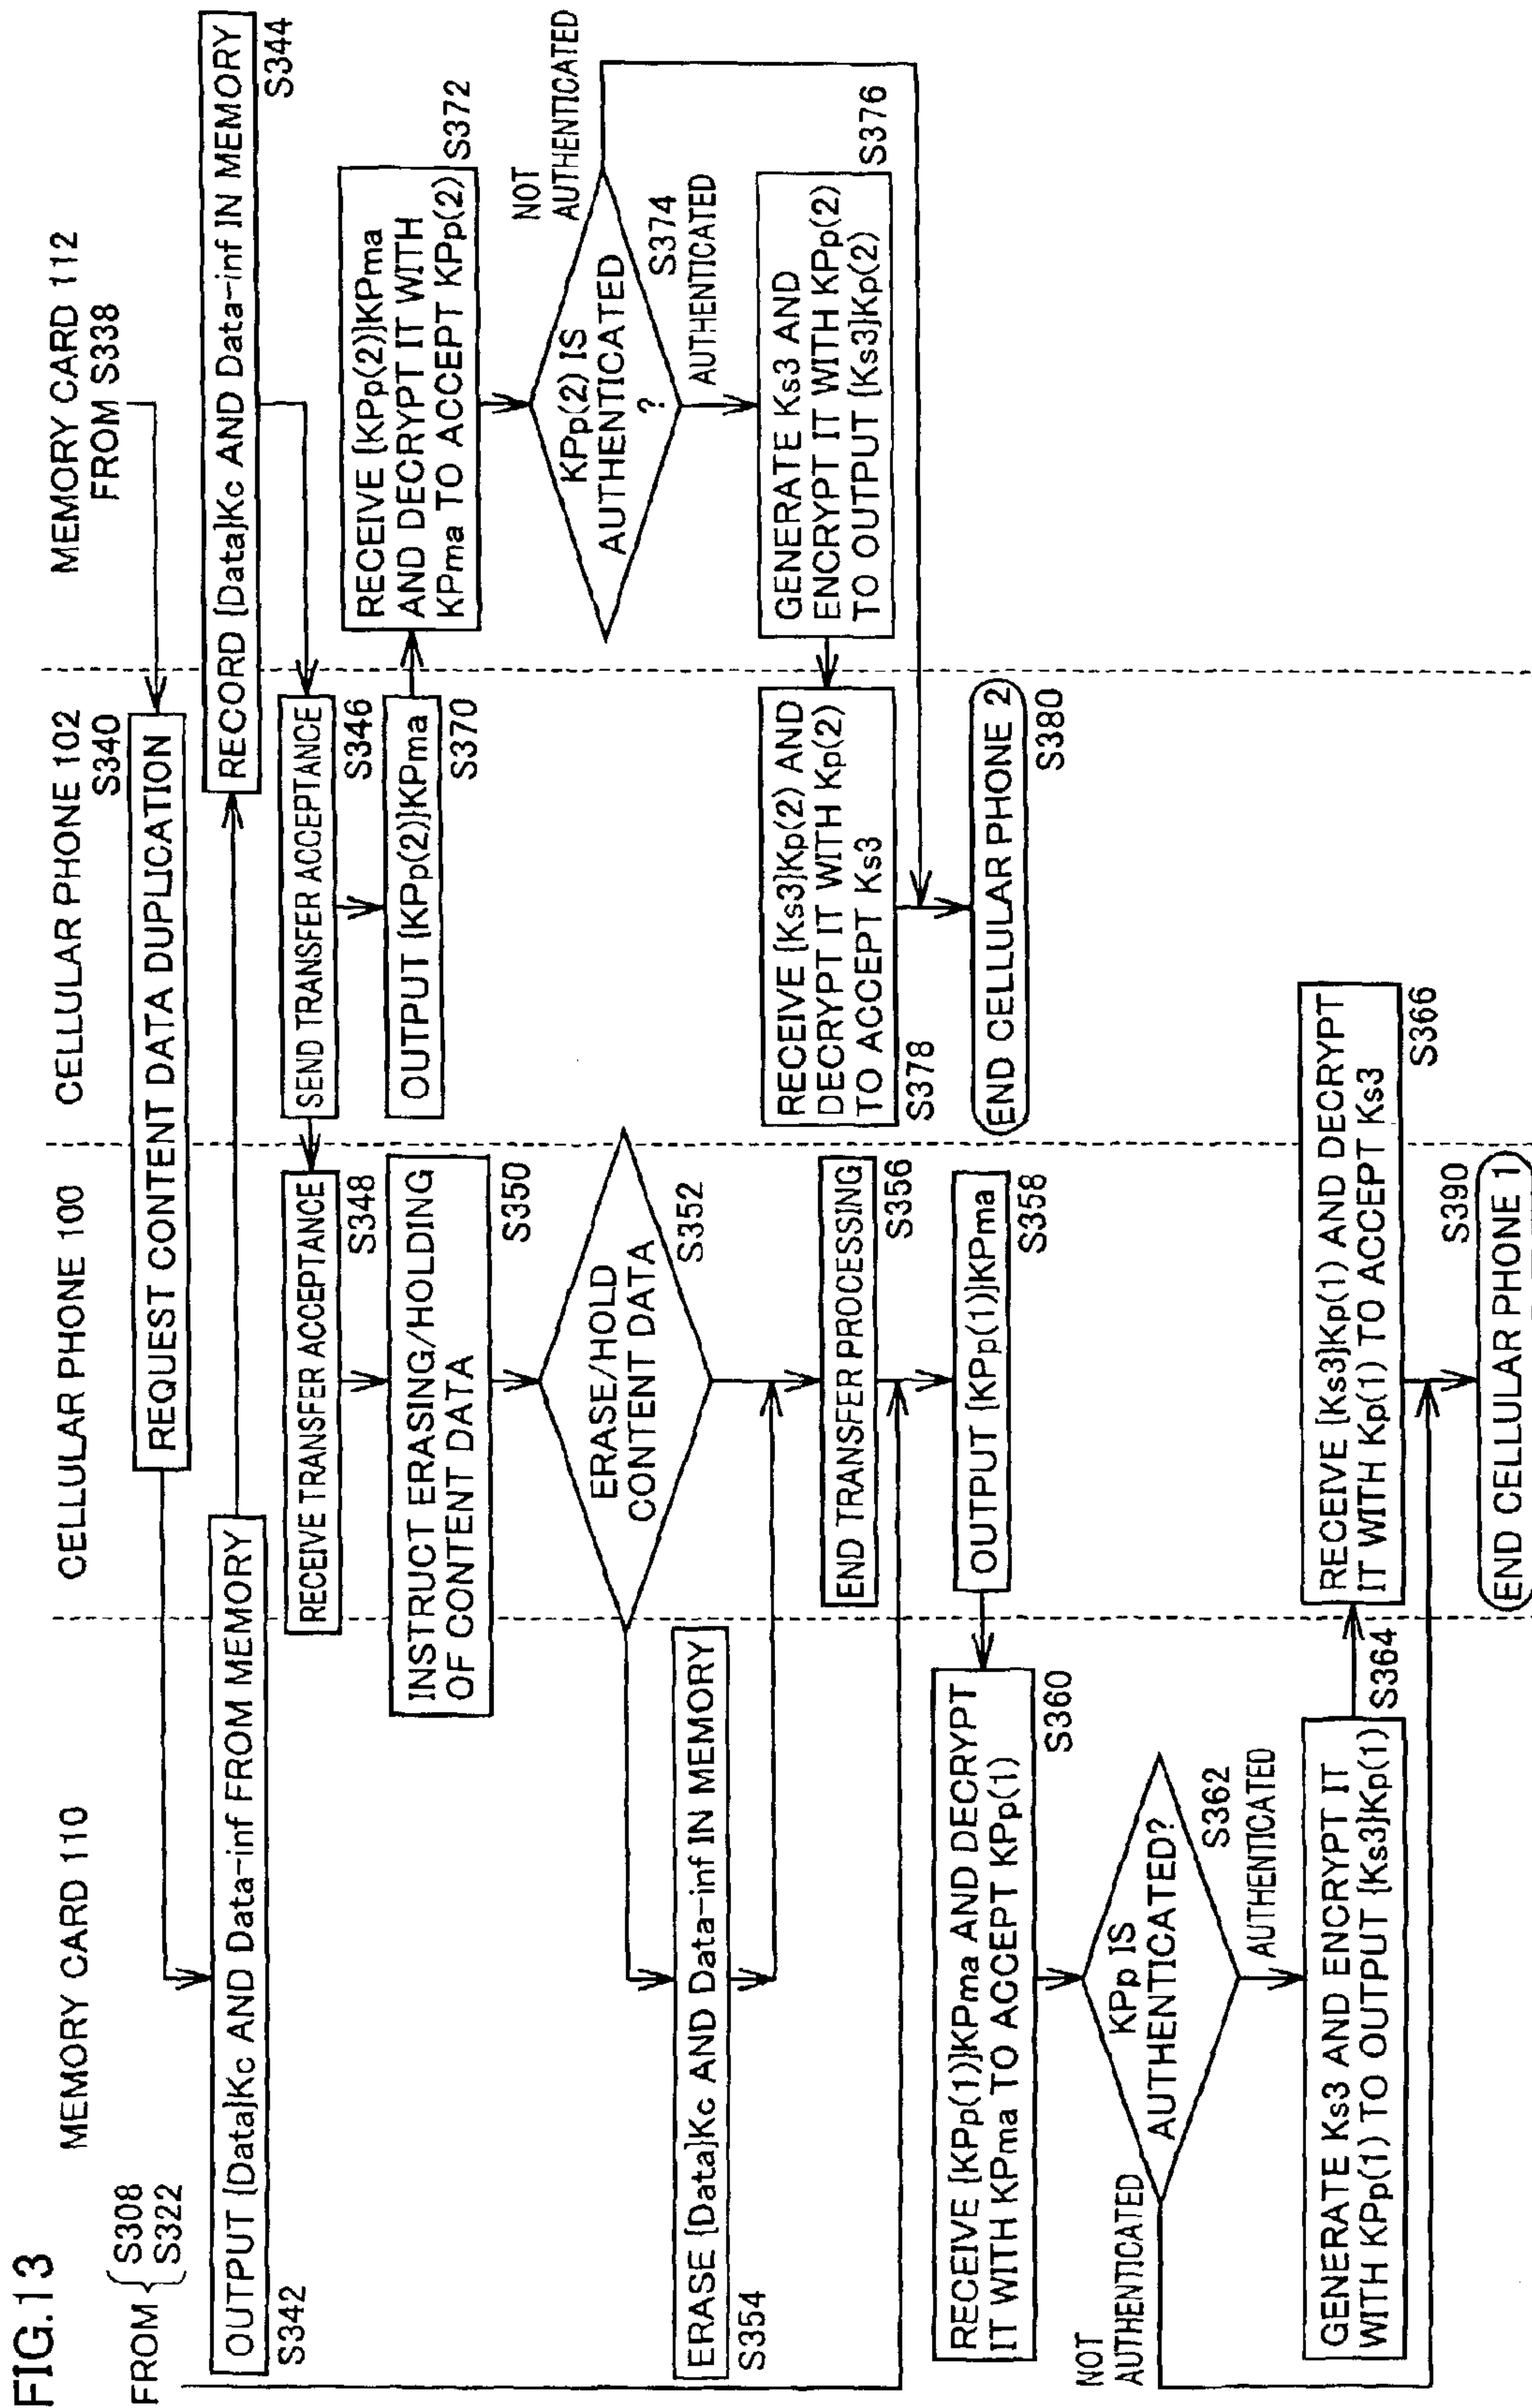 FIG.13
MEMORY CARD 110
CELLULAR PHONE 100
CELLULAR PHONE 102
MEMORY CARD 112
FROM S338
FROM { S308
S322
S340
REQUEST CONTENT DATA DUPLICATION
OUTPUT {Data}Kc AND Data-inf FROM MEMORY
S342
RECORD {Data}Kc AND Data-inf IN MEMORY
S344
SEND TRANSFER ACCEPTANCE
S346
RECEIVE TRANSFER ACCEPTANCE
S348
INSTRUCT ERASING/HOLDING
OF CONTENT DATA
S350
ERASE/HOLD
CONTENT DATA
S352
ERASE {Data}Kc AND Data-inf IN MEMORY
S354
END TRANSFER PROCESSING
S356
OUTPUT {KPp(1)}KPma
S358
RECEIVE {KPp(1)}KPma AND DECRYPT
IT WITH KPma TO ACCEPT KPp(1)
S360
KPp IS
AUTHENTICATED?
S362
NOT
AUTHENTICATED
AUTHENTICATED
GENERATE Ks3 AND ENCRYPT IT
WITH KPp(1) TO OUTPUT {Ks3}Kp(1)
S364
RECEIVE {Ks3}Kp(1) AND DECRYPT
IT WITH Kp(1) TO ACCEPT Ks3
S366
S390
END CELLULAR PHONE 1
OUTPUT {KPp(2)}KPma
S370
RECEIVE {KPp(2)}KPma
AND DECRYPT IT WITH
KPma TO ACCEPT KPp(2)
S372
KPp(2) IS
AUTHENTICATED
?
S374
NOT
AUTHENTICATED
AUTHENTICATED
GENERATE Ks3 AND
ENCRYPT IT WITH KPp(2)
TO OUTPUT {Ks3}Kp(2)
S376
RECEIVE {Ks3}Kp(2) AND
DECRYPT IT WITH Kp(2)
TO ACCEPT Ks3
S378
END CELLULAR PHONE 2
S380